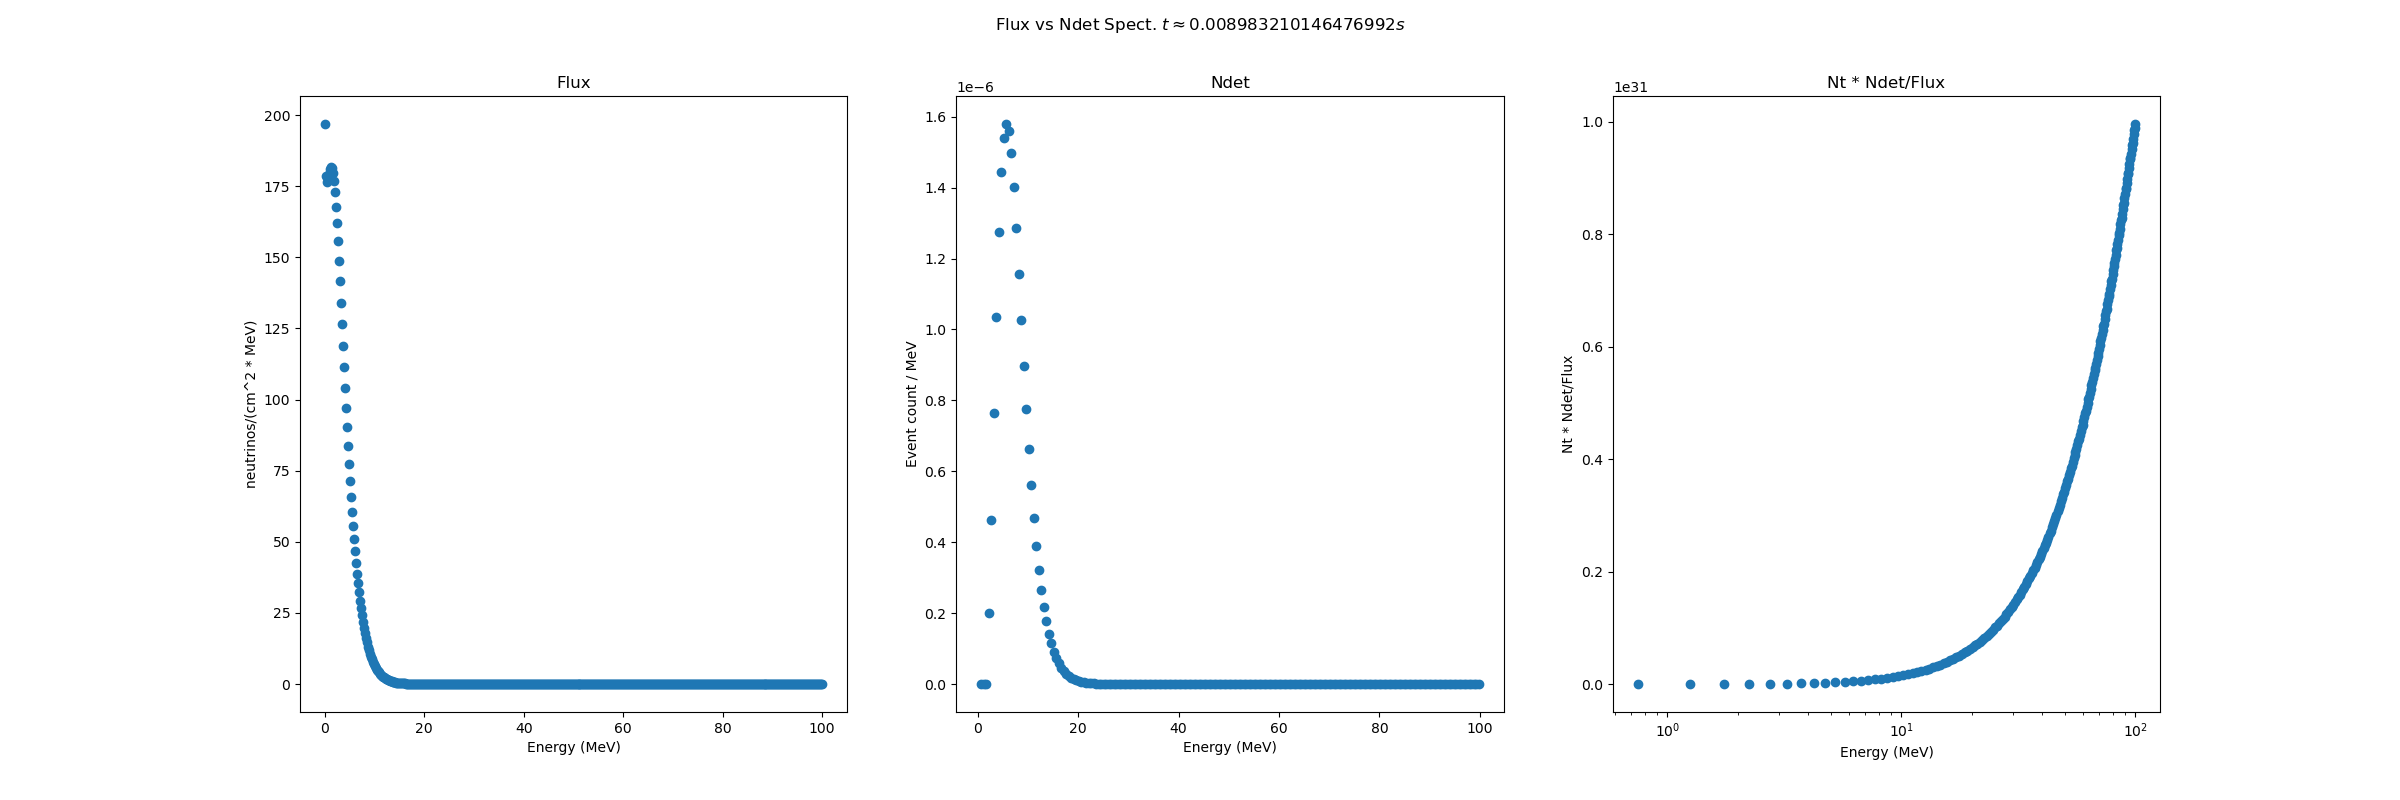 Flux vs Ndet Spect. t ≈ 0.008983210146476992s
Flux
200
175
150
125
100
75
50
25
0
neutrinos/(cm^2 * MeV)
0 20 40 60 80 100
Energy (MeV)
Ndet
1e−6
1.6
1.4
1.2
1.0
0.8
0.6
0.4
0.2
0.0
Event count / MeV
0 20 40 60 80 100
Energy (MeV)
Nt * Ndet/Flux
1e31
1.0
0.8
0.6
0.4
0.2
0.0
Nt * Ndet/Flux
10^0 10^1 10^2
Energy (MeV)